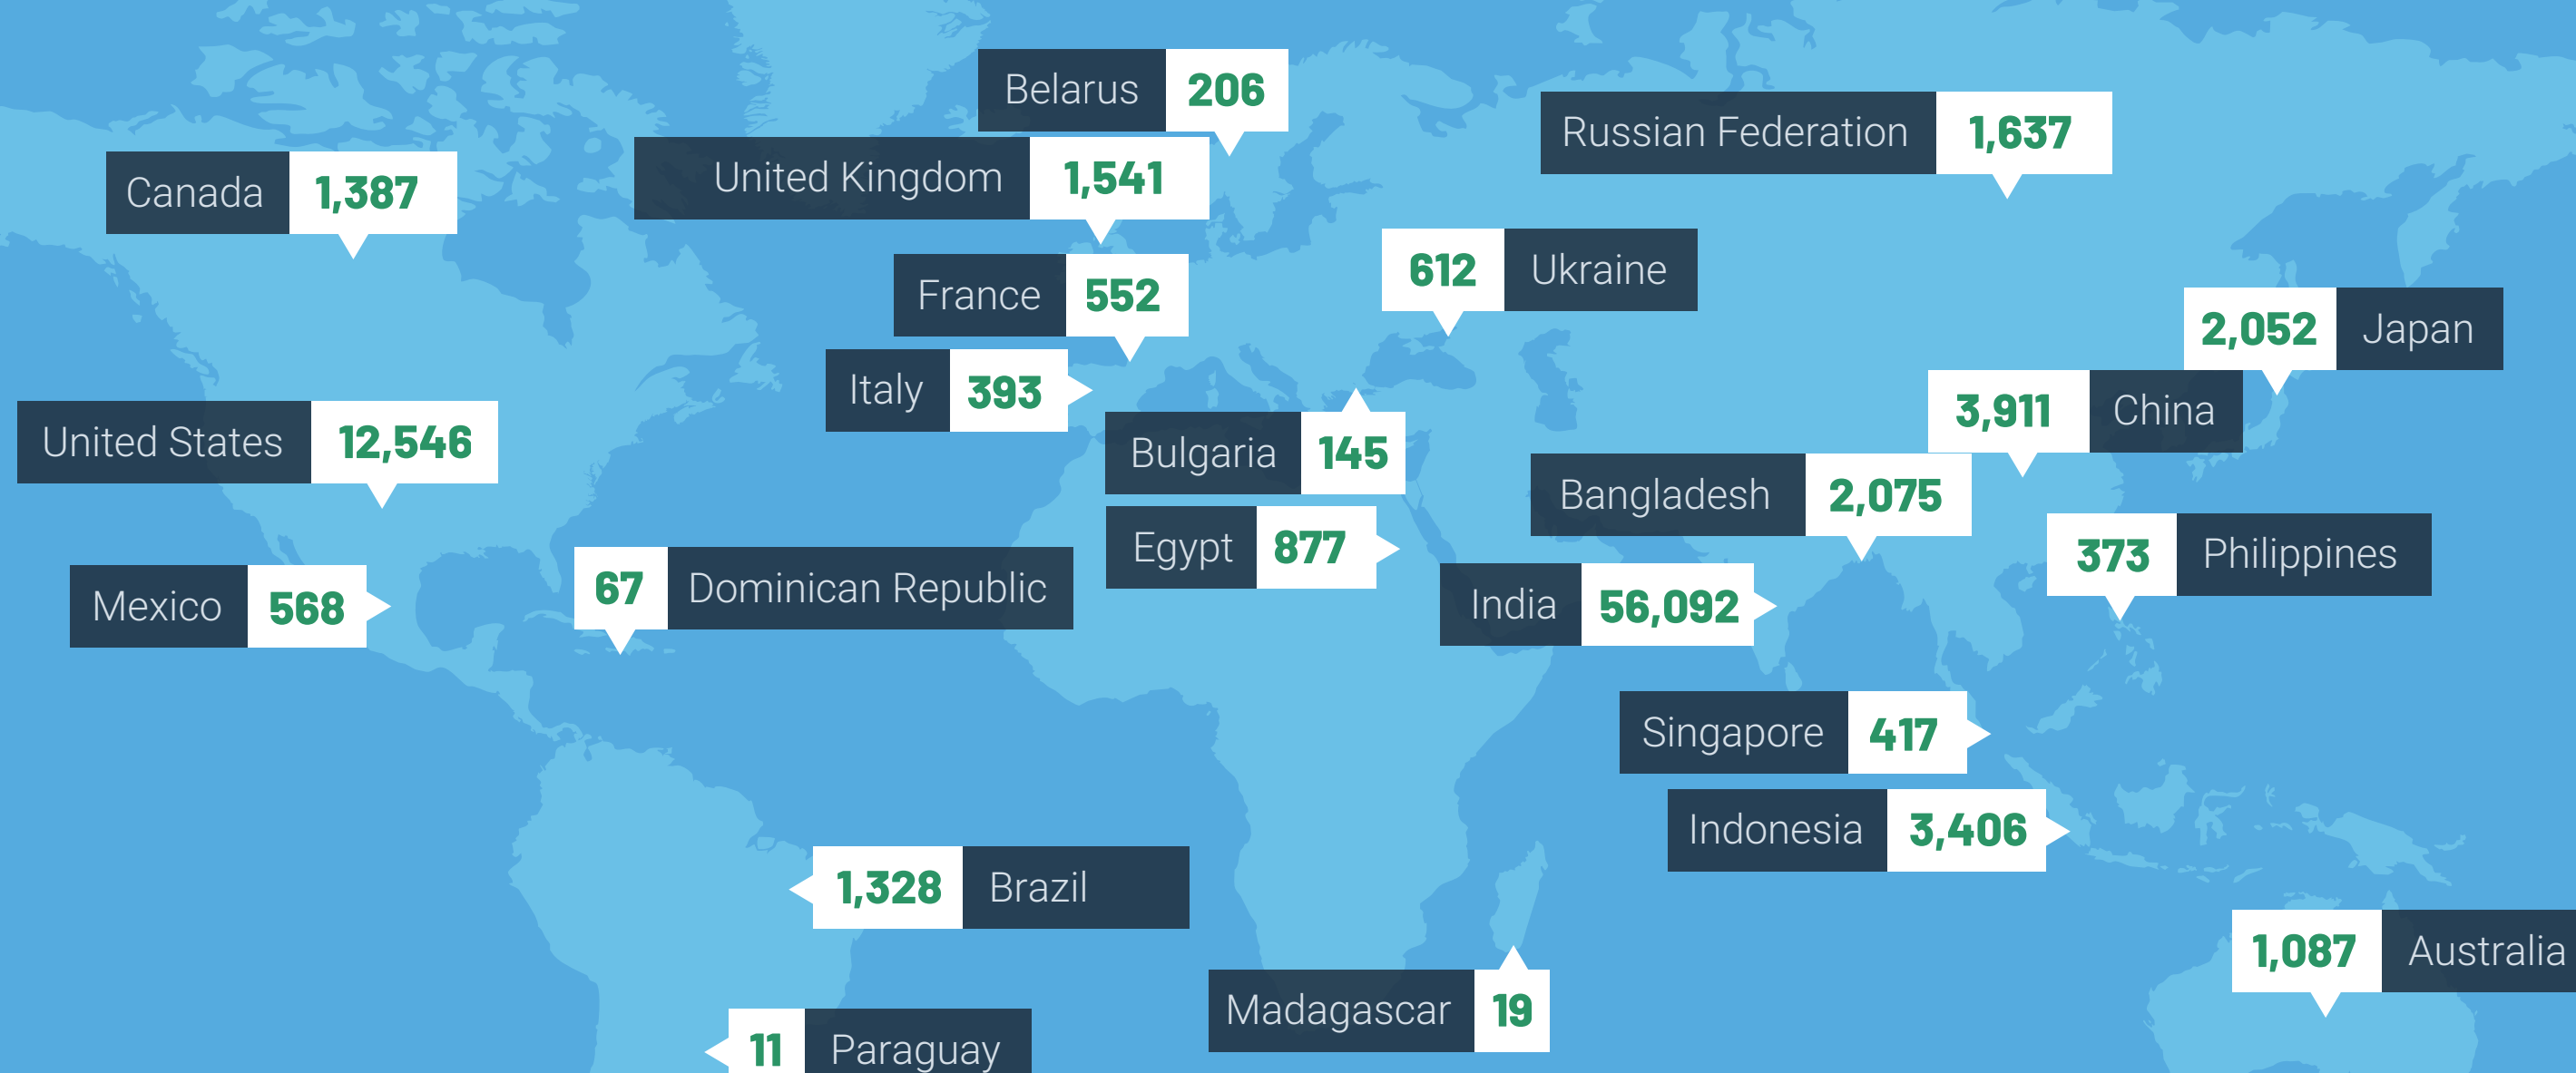 Belarus 206
Russian Federation 1,637
United Kingdom 1,541
Canada 1,387
612 Ukraine
France 552
2,052 Japan
Italy 393
3,911 China
United States 12,546
Bulgaria 145
Bangladesh 2,075
Egypt 877
373 Philippines
67 Dominican Republic
India 56,092
Mexico 568
Singapore 417
Indonesia 3,406
1,328 Brazil
1,087 Australia
Madagascar 19
11 Paraguay